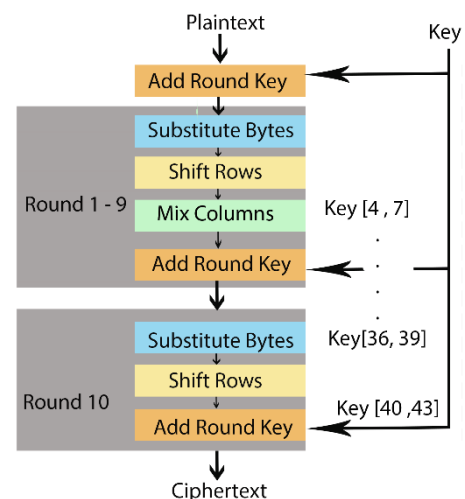 Plaintext
Key
Add Round Key
Substitute Bytes
Shift Rows
Round 1 - 9
Mix Columns
Key [4 , 7]
Add Round Key
.
.
.
.
Substitute Bytes
Key[36, 39]
Shift Rows
Round 10
Add Round Key
Key [40 ,43]
Ciphertext